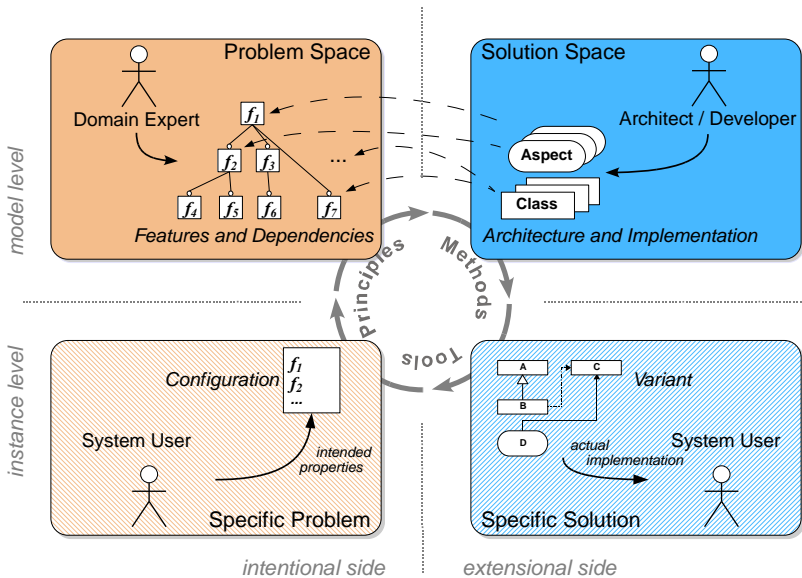 Problem Space
Domain Expert
f1
f2
f3
...
f4
f5
f6
f7
Features and Dependencies
Solution Space
Architect / Developer
Aspect
Class
Architecture and Implementation
model level
Principles
Methods
Tools
instance level
Configuration
f1
f2
...
System User
intended
properties
Specific Problem
A
C
B
D
Variant
actual
implementation
System User
Specific Solution
intentional side
extensional side